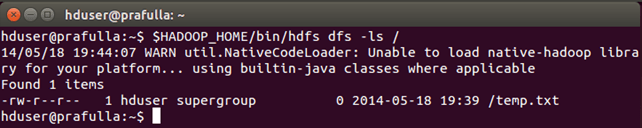 hduser@prafulla: ~
hduser@prafulla:~$ $HADOOP_HOME/bin/hdfs dfs -ls /
14/05/18 19:44:07 WARN util.NativeCodeLoader: Unable to load native-hadoop libra
ry for your platform... using builtin-java classes where applicable
Found 1 items
-rw-r--r--   1 hduser supergroup          0 2014-05-18 19:39 /temp.txt
hduser@prafulla:~$